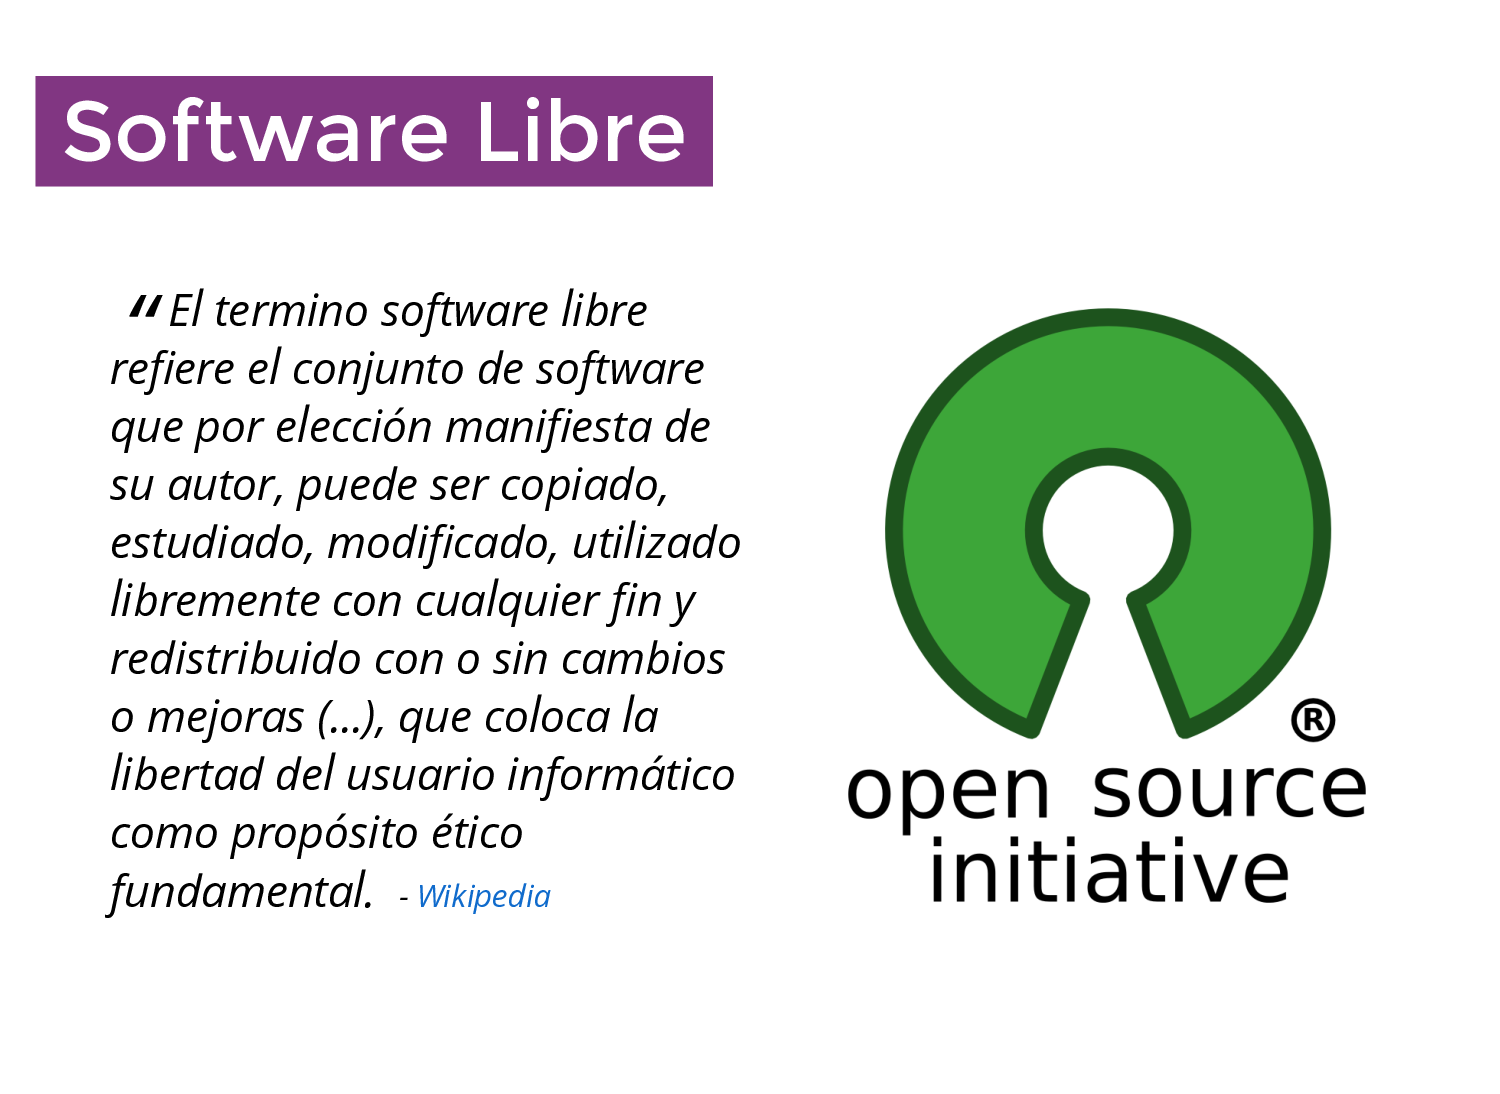 Software Libre
“ El termino software libre
refiere el conjunto de software
que por elección manifiesta de
su autor, puede ser copiado,
estudiado, modificado, utilizado
libremente con cualquier fin y
redistribuido con o sin cambios
o mejoras (...), que coloca la
libertad del usuario informático
como propósito ético
fundamental. - Wikipedia
®
open source
initiative